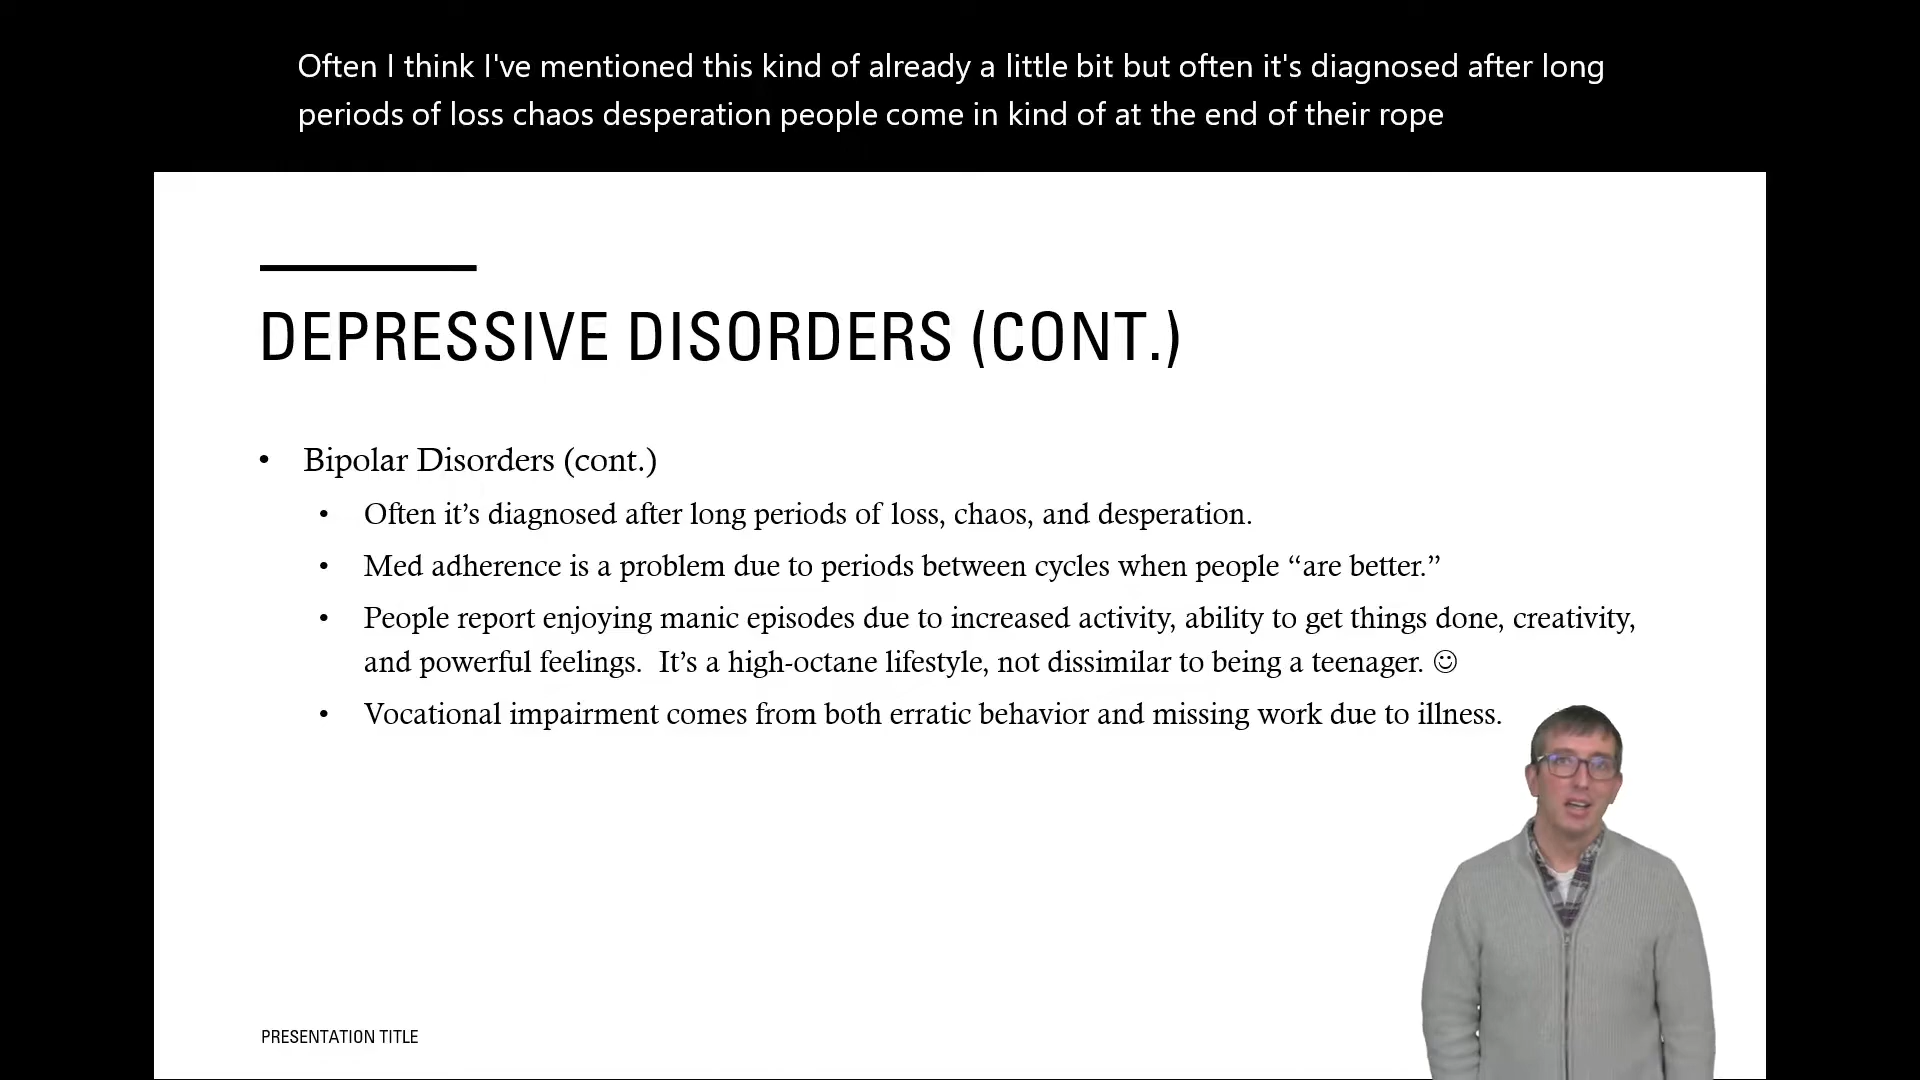 Often I think I've mentioned this kind of already a little bit but often it's diagnosed after long
periods of loss chaos desperation people come in kind of at the end of their rope
DEPRESSIVE DISORDERS (CONT.)
• Bipolar Disorders (cont.)
• Often it’s diagnosed after long periods of loss, chaos, and desperation.
• Med adherence is a problem due to periods between cycles when people “are better.”
• People report enjoying manic episodes due to increased activity, ability to get things done, creativity,
and powerful feelings.  It’s a high-octane lifestyle, not dissimilar to being a teenager. ☺
• Vocational impairment comes from both erratic behavior and missing work due to illness.
PRESENTATION TITLE